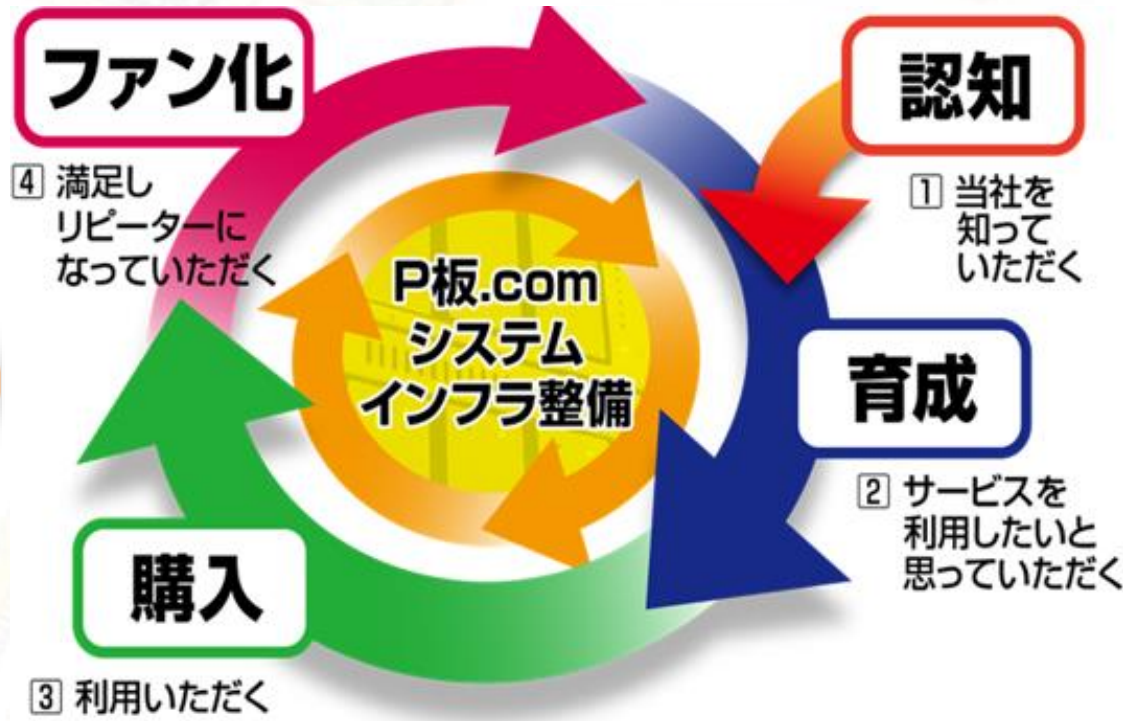 ファン化
4 満足し
リピーターに
なっていただく
認知
1 当社を
知って
いただく
P板.com
システム
インフラ整備
育成
2 サービスを
利用したいと
思っていただく
購入
3 利用いただく